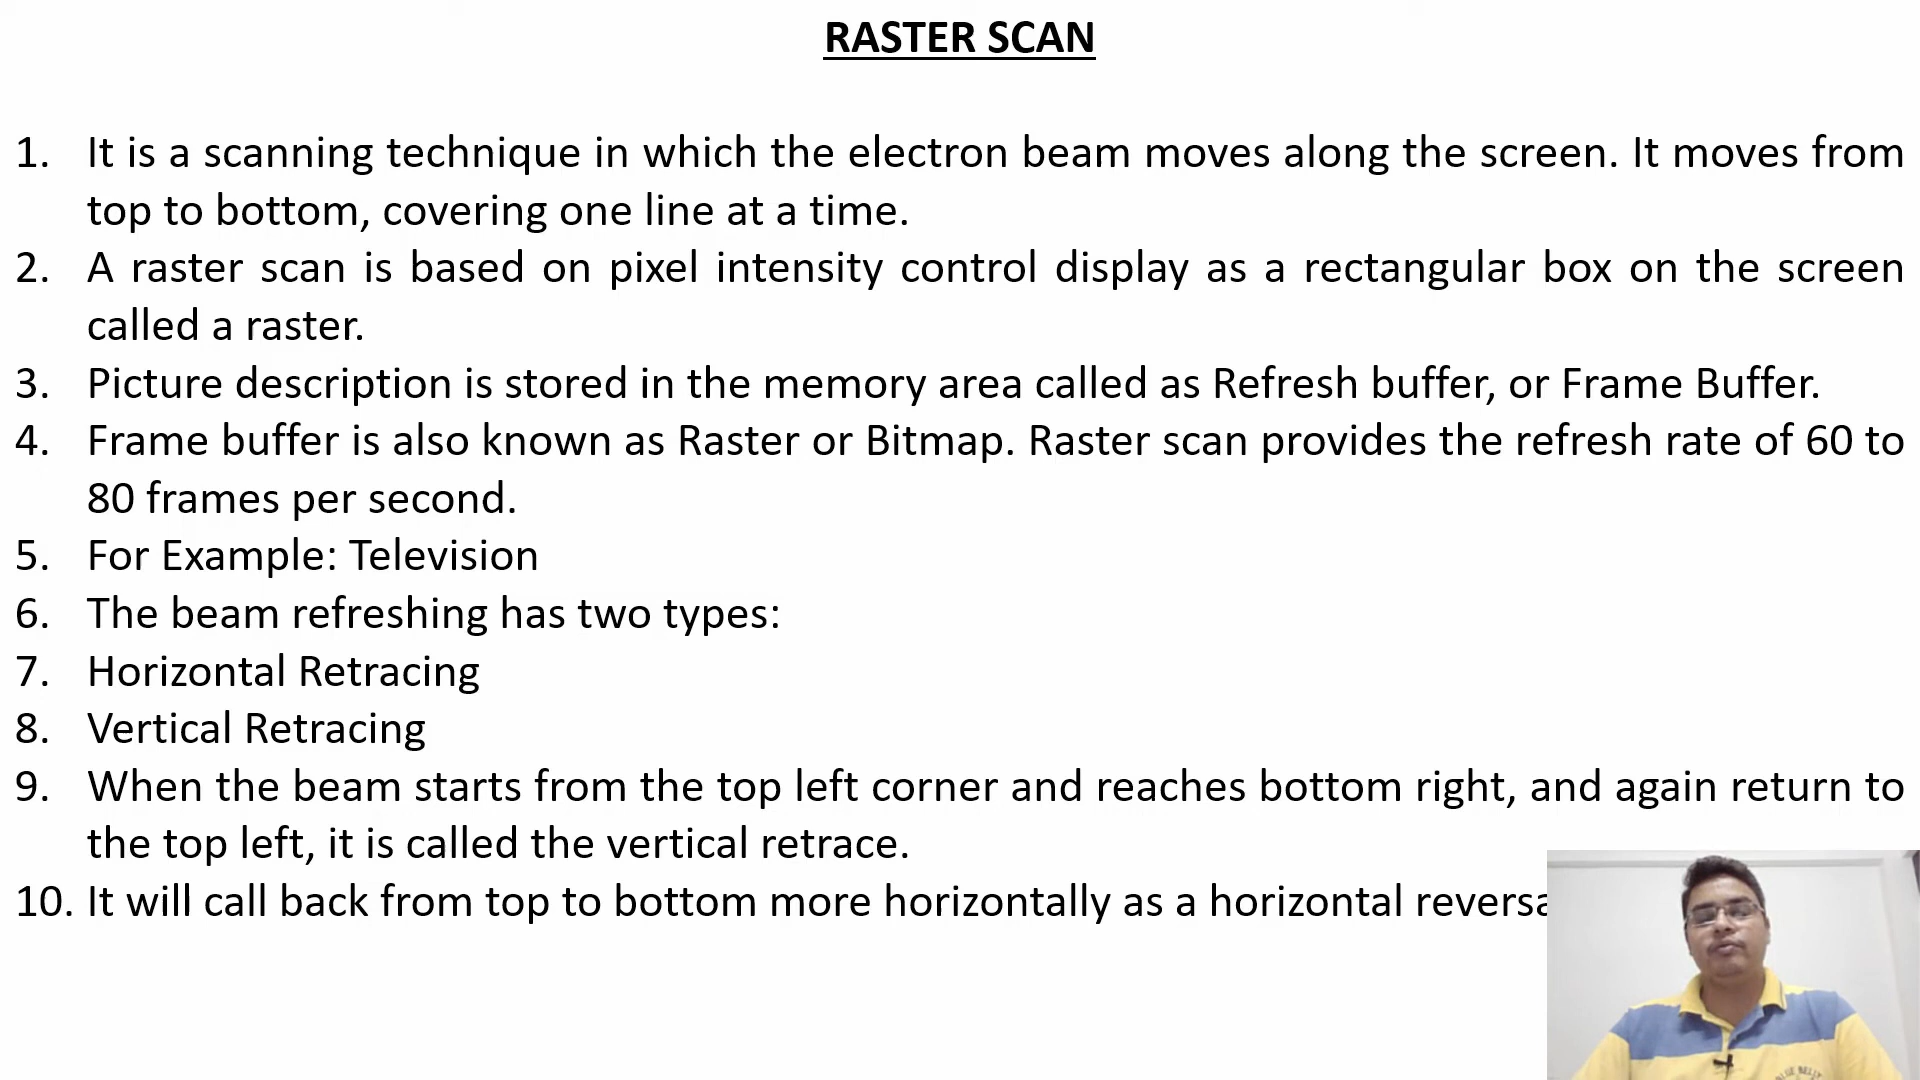 RASTER SCAN
1. It is a scanning technique in which the electron beam moves along the screen. It moves from
top to bottom, covering one line at a time.
2. A raster scan is based on pixel intensity control display as a rectangular box on the screen
called a raster.
3. Picture description is stored in the memory area called as Refresh buffer, or Frame Buffer.
4. Frame buffer is also known as Raster or Bitmap. Raster scan provides the refresh rate of 60 to
80 frames per second.
5. For Example: Television
6. The beam refreshing has two types:
7. Horizontal Retracing
8. Vertical Retracing
9. When the beam starts from the top left corner and reaches bottom right, and again return to
the top left, it is called the vertical retrace.
10. It will call back from top to bottom more horizontally as a horizontal